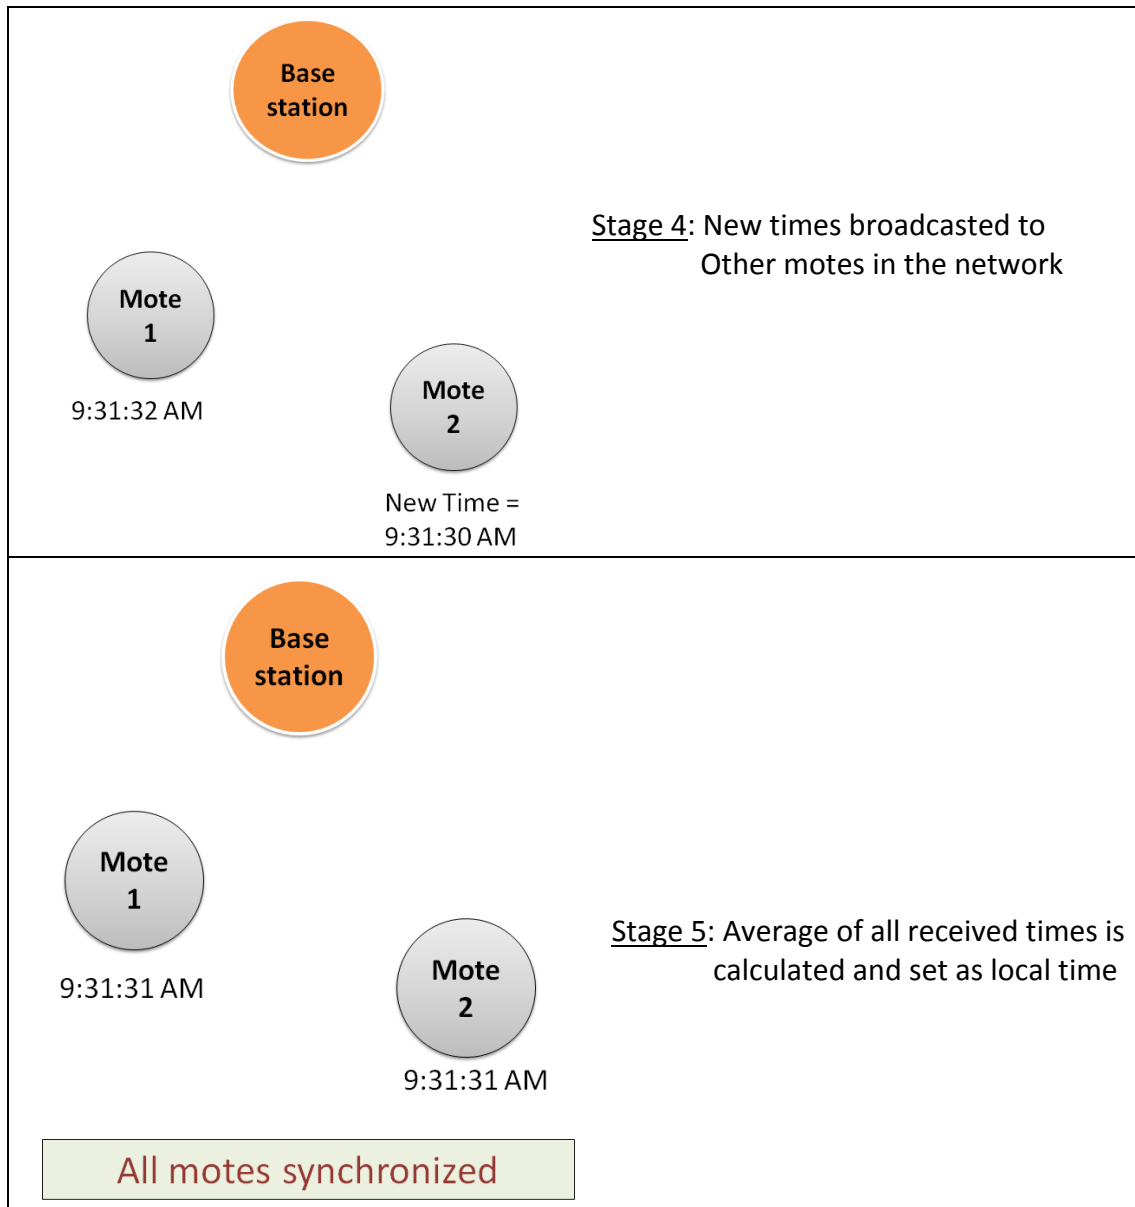 Base
station
Stage 4: New times broadcasted to
Other motes in the network
Mote
1
9:31:32 AM
Mote
2
New Time =
9:31:30 AM
Base
station
Mote
1
9:31:31 AM
Stage 5: Average of all received times is
calculated and set as local time
Mote
2
9:31:31 AM
All motes synchronized